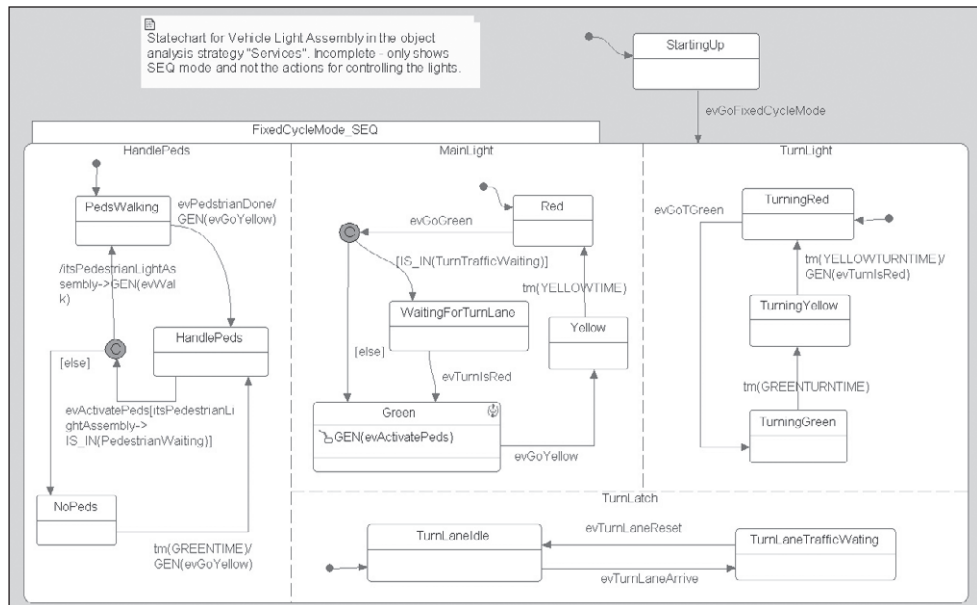 Statechart for Vehicle Light Assembly in the object
analysis strategy "Services". Incomplete - only shows
SEQ mode and not the actions for controlling the lights.
StartingUp
evGoFixedCycleMode
FixedCycleMode_SEQ
HandlePeds
PedsWalking
evPedstrianDone/
GEN(evGoYellow)
/itsPedestrianLightAs
sembly->GEN(evWal
k)
HandlePeds
[else]
evActivatePeds[itsPedestrianLi
ghtAssembly->
IS_IN(PedestrianWaiting)]
NoPeds
tm(GREENTIME)/
GEN(evGoYellow)
MainLight
Red
evGoGreen
[IS_IN(TurnTrafficWaiting)]
tm(YELLOWTIME)
WaitingForTurnLane
Yellow
[else]
evTurnIsRed
Green
GEN(evActivatePeds)
evGoYellow
TurnLight
TurningRed
evGoTGreen
tm(YELLOWTURNTIME)/
GEN(evTurnIsRed)
TurningYellow
tm(GREENTURNTIME)
TurningGreen
TurnLatch
TurnLaneIdle
evTurnLaneReset
TurnLaneTrafficWating
evTurnLaneArrive